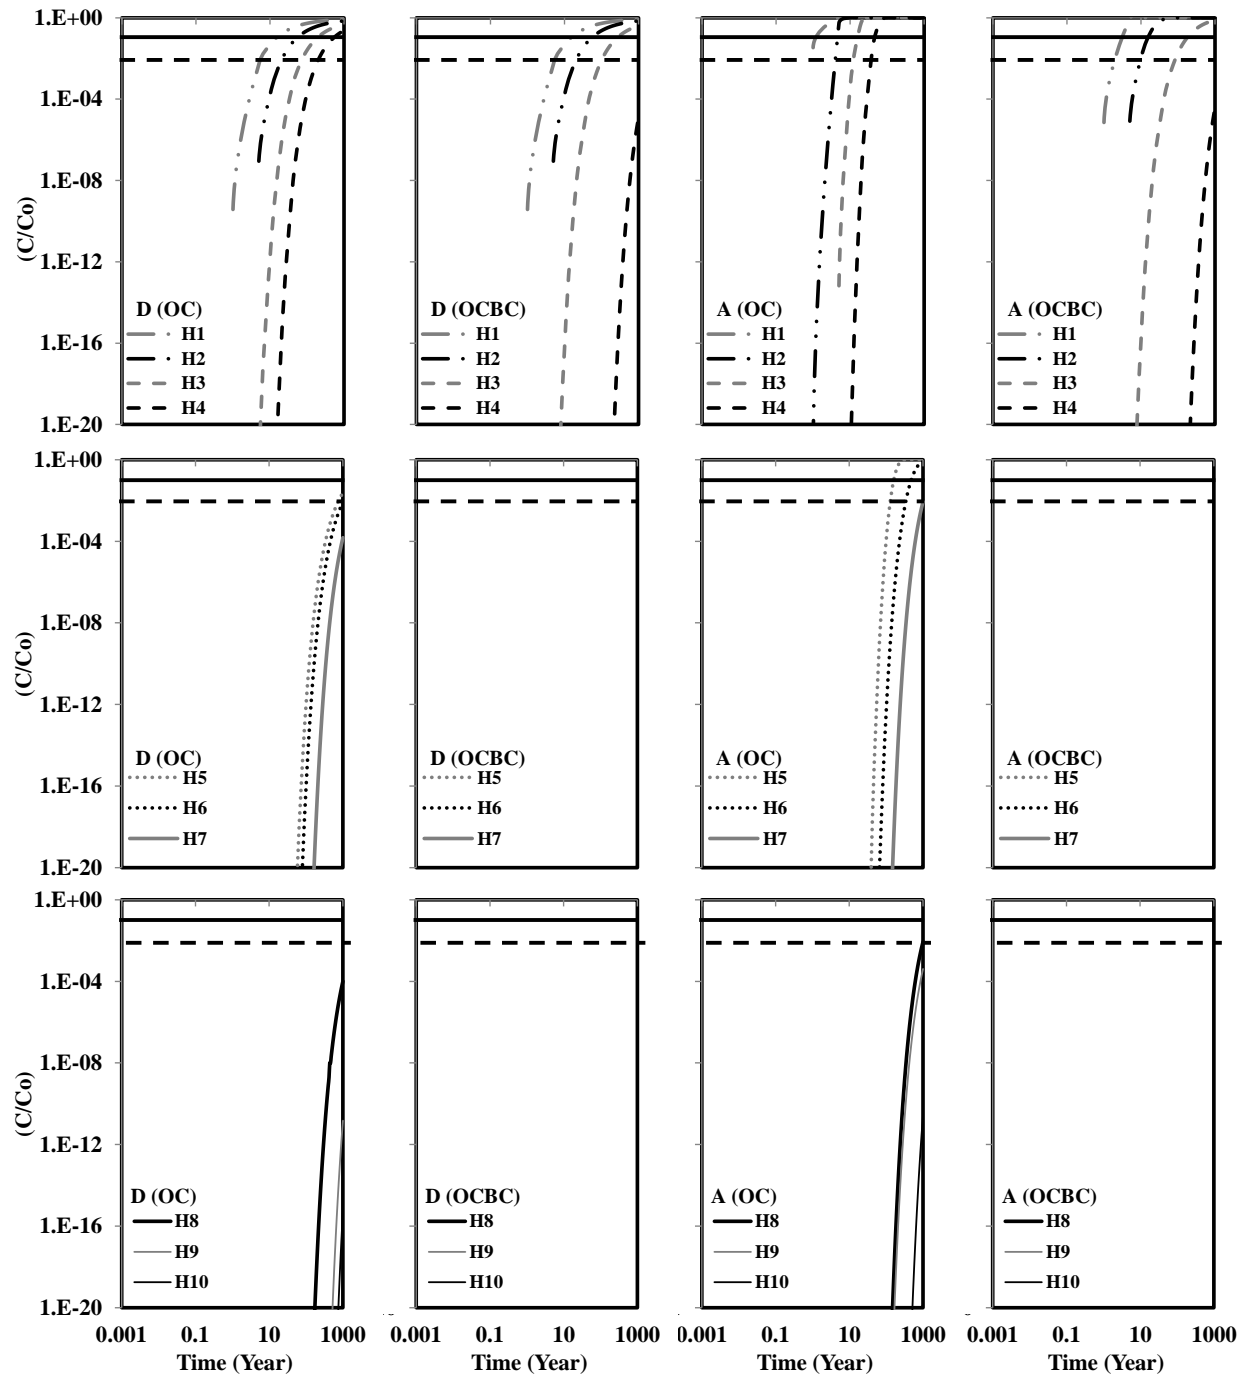 1.E+00
1.E-04
1.E-08
1.E-12
1.E-16
1.E-20
(C/Co)
D (OC)
H1
H2
H3
H4
D (OCBC)
H1
H2
H3
H4
A (OC)
H1
H2
H3
H4
A (OCBC)
H1
H2
H3
H4
1.E+00
1.E-04
1.E-08
1.E-12
1.E-16
1.E-20
(C/Co)
D (OC)
H5
H6
H7
D (OCBC)
H5
H6
H7
A (OC)
H5
H6
H7
A (OCBC)
H5
H6
H7
1.E+00
1.E-04
1.E-08
1.E-12
1.E-16
1.E-20
(C/Co)
D (OC)
H8
H9
H10
D (OCBC)
H8
H9
H10
A (OC)
H8
H9
H10
A (OCBC)
H8
H9
H10
0.001 0.1 10 1000
Time (Year)
0.001 0.1 10 1000
Time (Year)
0.001 0.1 10 1000
Time (Year)
0.001 0.1 10 1000
Time (Year)